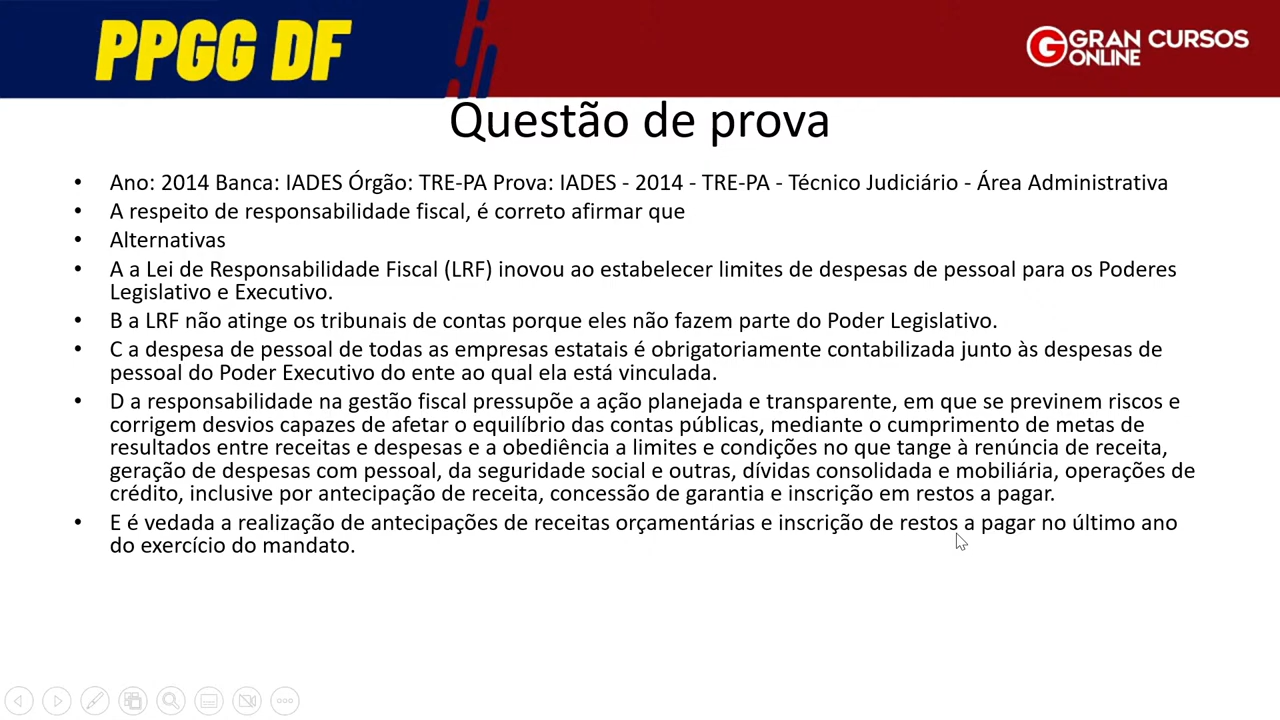 PPGG DF
GRAN CURSOS
ONLINE
Questão de prova
• Ano: 2014 Banca: IADES Órgão: TRE-PA Prova: IADES - 2014 - TRE-PA - Técnico Judiciário - Área Administrativa
• A respeito de responsabilidade fiscal, é correto afirmar que
• Alternativas
• A a Lei de Responsabilidade Fiscal (LRF) inovou ao estabelecer limites de despesas de pessoal para os Poderes
Legislativo e Executivo.
• B a LRF não atinge os tribunais de contas porque eles não fazem parte do Poder Legislativo.
• C a despesa de pessoal de todas as empresas estatais é obrigatoriamente contabilizada junto às despesas de
pessoal do Poder Executivo do ente ao qual ela está vinculada.
• D a responsabilidade na gestão fiscal pressupõe a ação planejada e transparente, em que se previnem riscos e
corrigem desvios capazes de afetar o equilíbrio das contas públicas, mediante o cumprimento de metas de
resultados entre receitas e despesas e a obediência a limites e condições no que tange à renúncia de receita,
geração de despesas com pessoal, da seguridade social e outras, dívidas consolidada e mobiliária, operações de
crédito, inclusive por antecipação de receita, concessão de garantia e inscrição em restos a pagar.
• E é vedada a realização de antecipações de receitas orçamentárias e inscrição de restos a pagar no último ano
do exercício do mandato.